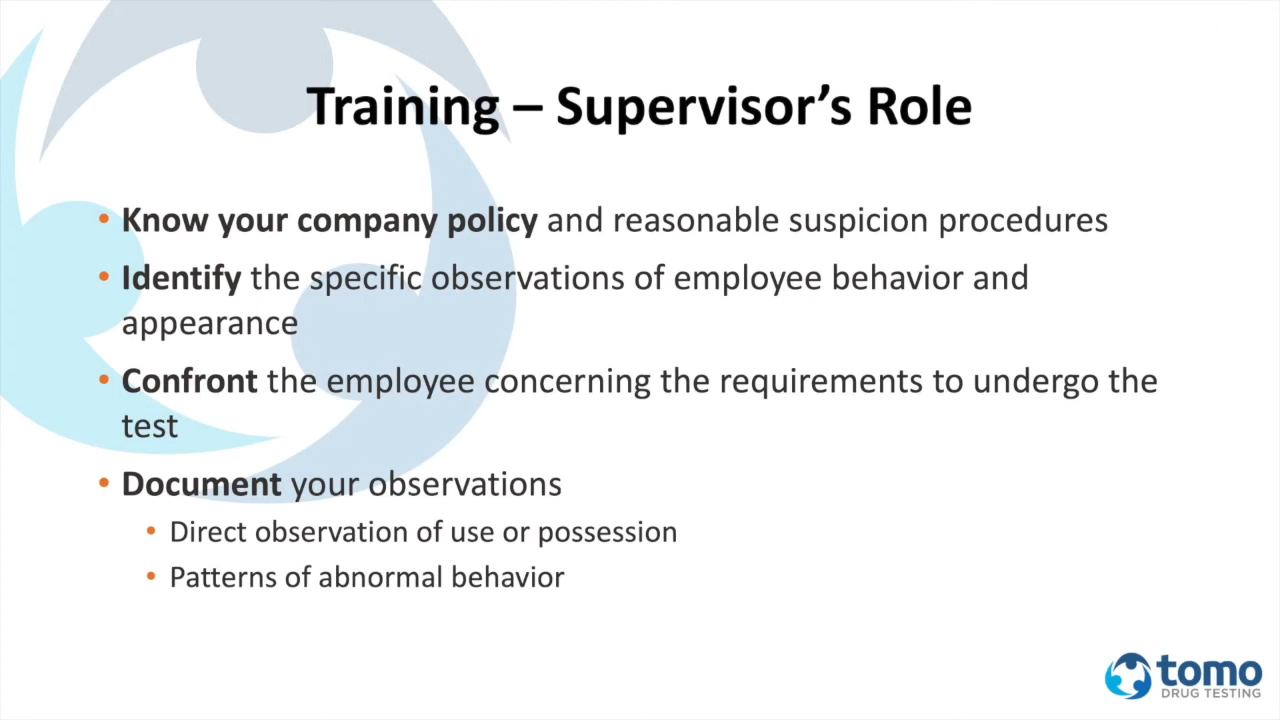 Training – Supervisor’s Role
• Know your company policy and reasonable suspicion procedures
• Identify the specific observations of employee behavior and
appearance
• Confront the employee concerning the requirements to undergo the
test
• Document your observations
• Direct observation of use or possession
• Patterns of abnormal behavior
tomo
DRUG TESTING